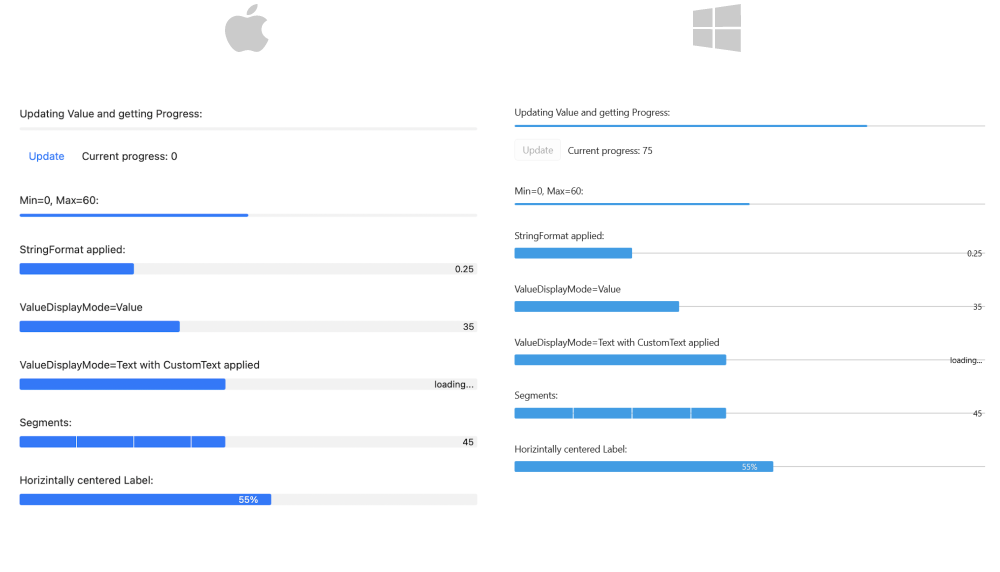 Updating Value and getting Progress:
Update Current progress: 0
Min=0, Max=60:
StringFormat applied:
0.25
ValueDisplayMode=Value
35
ValueDisplayMode=Text with CustomText applied
loading...
Segments:
45
Horizintally centered Label:
55%
Updating Value and getting Progress:
Update Current progress: 75
Min=0, Max=60:
StringFormat applied:
0.25
ValueDisplayMode=Value
35
ValueDisplayMode=Text with CustomText applied
loading...
Segments:
45
Horizintally centered Label:
55%